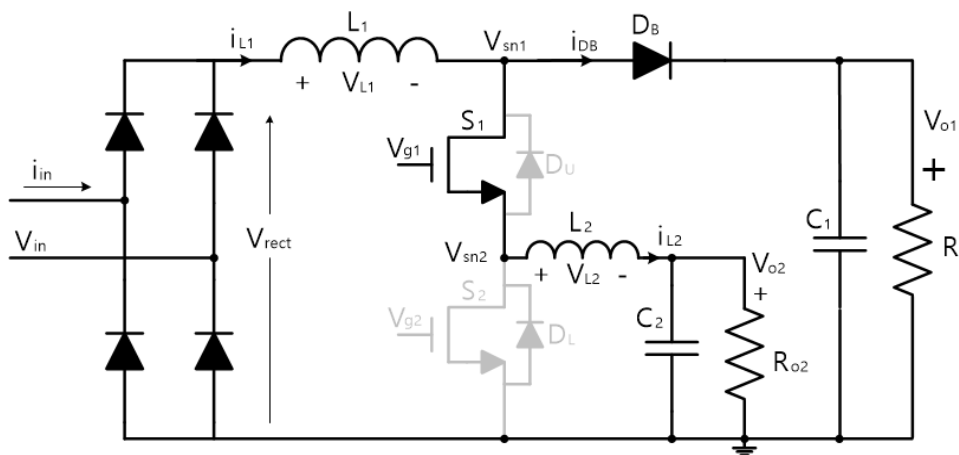 iL1
L1
Vsn1
iDB
DB
+ VL1 -
S1
Vg1
DU
Vo1
+
iin
Vin
Vrect
Vsn2
L2
iL2
+ VL2 -
Vo2
+
C1
R
S2
Vg2
DL
C2
Ro2